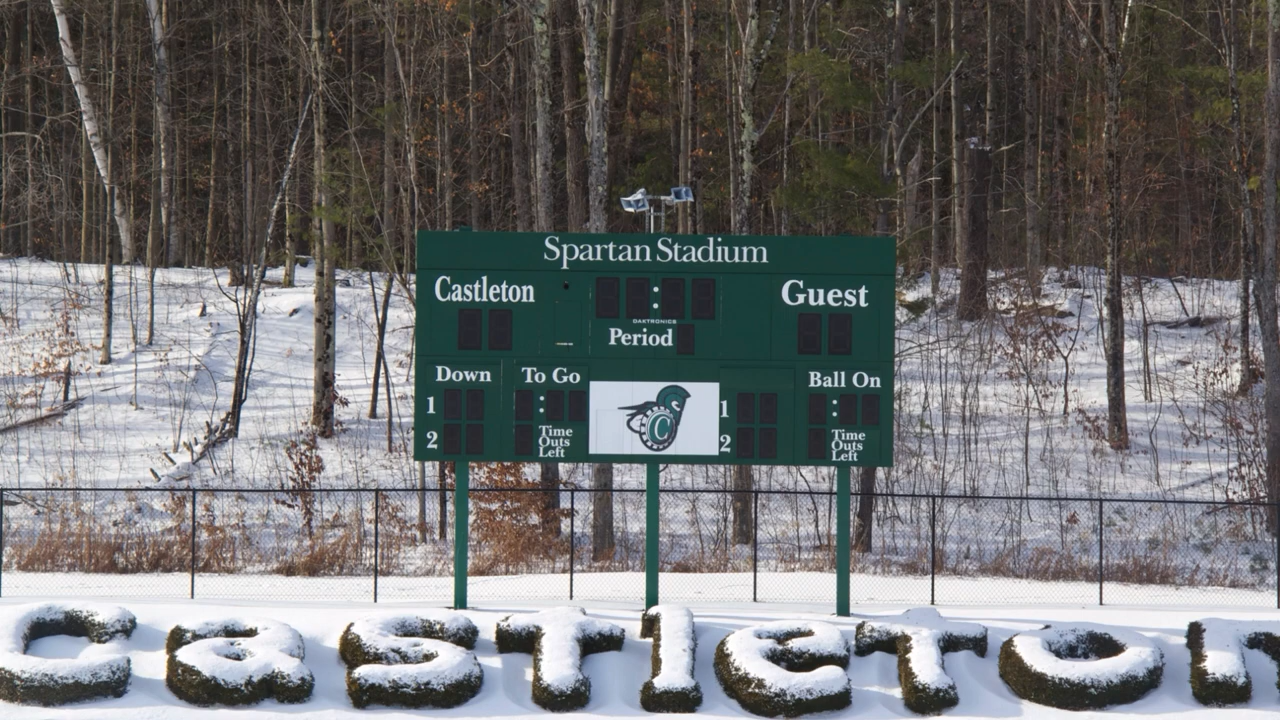 Spartan Stadium
Castleton
Guest
DAKTRONICS
Period
Down
To Go
Ball On
1
2
Time
Outs
Left
C
1
2
Time
Outs
Left
Castleton